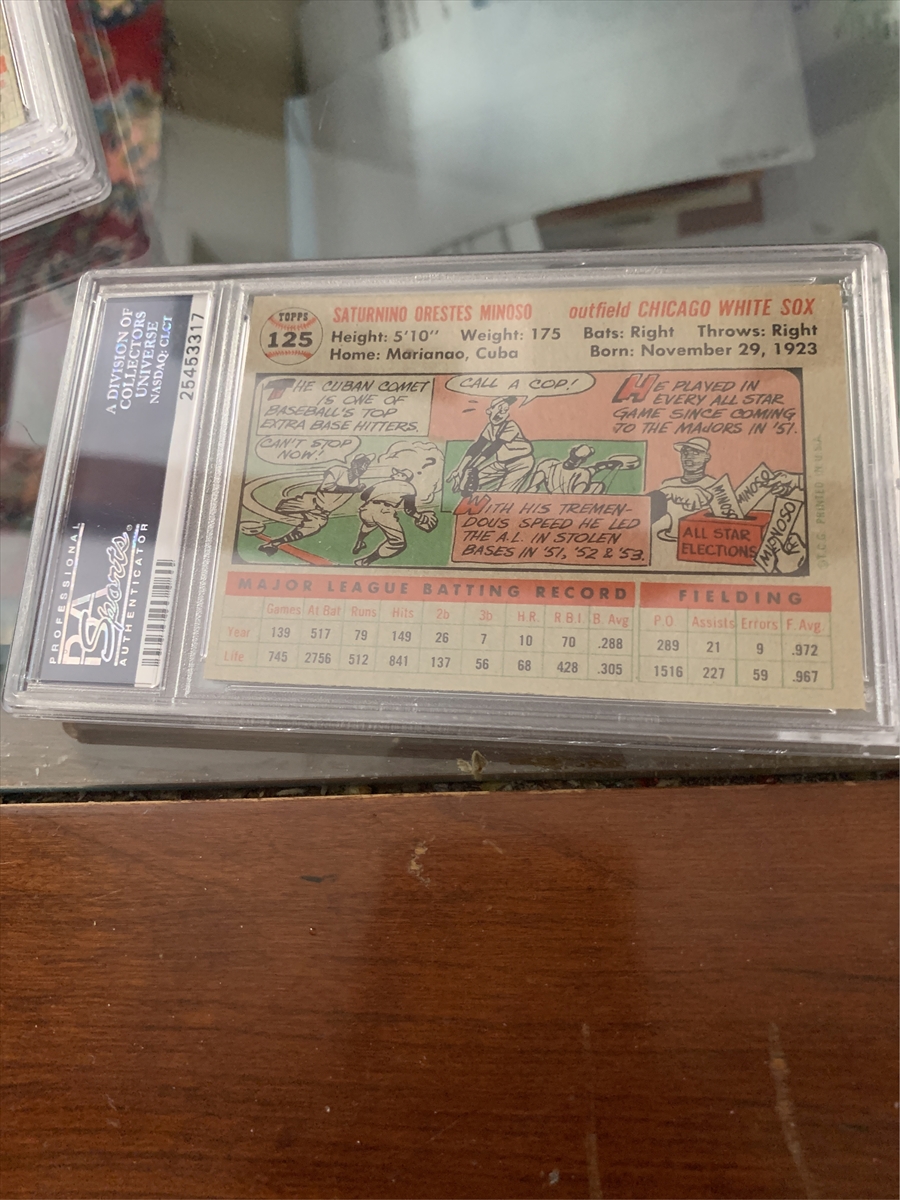 A DIVISION OF
COLLECTORS
UNIVERSE
NASDAQ: CLCT
25453317
PROFESSIONAL
PSA
Sports®
AUTHENTICATOR
TOPPS
125
SATURNINO ORESTES MINOSO
outfield CHICAGO WHITE SOX
Height: 5'10" Weight: 175 Bats: Right Throws: Right
Home: Marianao, Cuba Born: November 29, 1923
THE CUBAN COMET
IS ONE OF
BASEBALL'S TOP
EXTRA BASE HITTERS.
CAN'T STOP
NOW!
CALL A COP!
WITH HIS TREMEN-
DOUS SPEED HE LED
THE A.L. IN STOLEN
BASES IN '51, '52 & '53.
HE PLAYED IN
EVERY ALL STAR
GAME SINCE COMING
TO THE MAJORS IN '51.
MINOSO
MINOSO
MINOSO
ALL STAR
ELECTIONS
©T.C.G. PRINTED IN U.S.A.
MAJOR LEAGUE BATTING RECORD FIELDING
Games At Bat Runs Hits 2b 3b H.R. R.B.I. B. Avg P.O Assists Errors F. Avg.
Year 139 517 79 149 26 7 10 70 .288 289 21 9 .972
Life 745 2756 512 841 137 56 68 428 .305 1516 227 59 .967